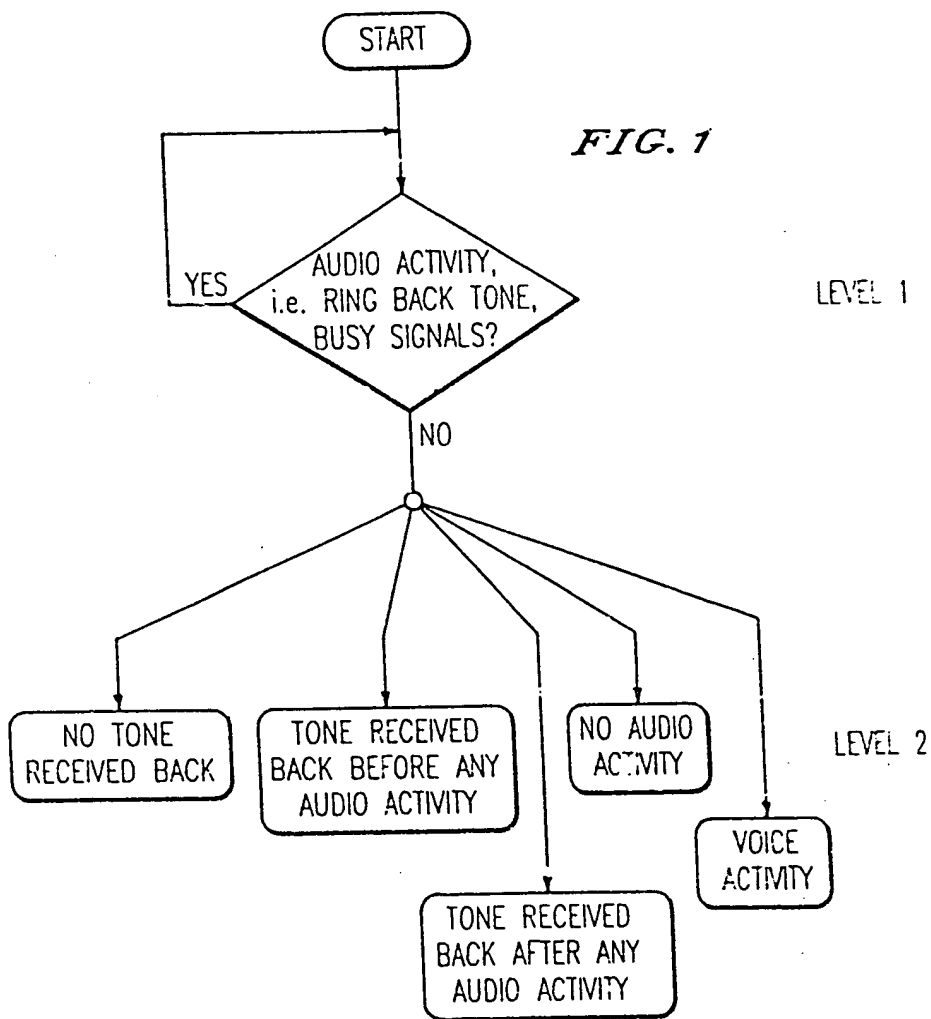 START
FIG. 1
AUDIO ACTIVITY,
i.e. RING BACK TONE,
BUSY SIGNALS?
YES
LEVEL 1
NO
NO TONE
RECEIVED BACK
TONE RECEIVED
BACK BEFORE ANY
AUDIO ACTIVITY
TONE RECEIVED
BACK AFTER ANY
AUDIO ACTIVITY
NO AUDIO
ACTIVITY
VOICE
ACTIVITY
LEVEL 2